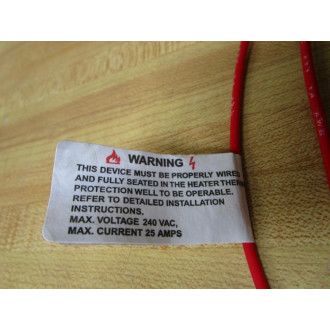 WARNING
THIS DEVICE MUST BE PROPERLY WIRED
AND FULLY SEATED IN THE HEATER
PROTECTION WELL TO BE OPERABLE.
REFER TO DETAILED INSTALLATION
INSTRUCTIONS.
MAX. VOLTAGE 240 VAC,
MAX. CURRENT 25 AMPS